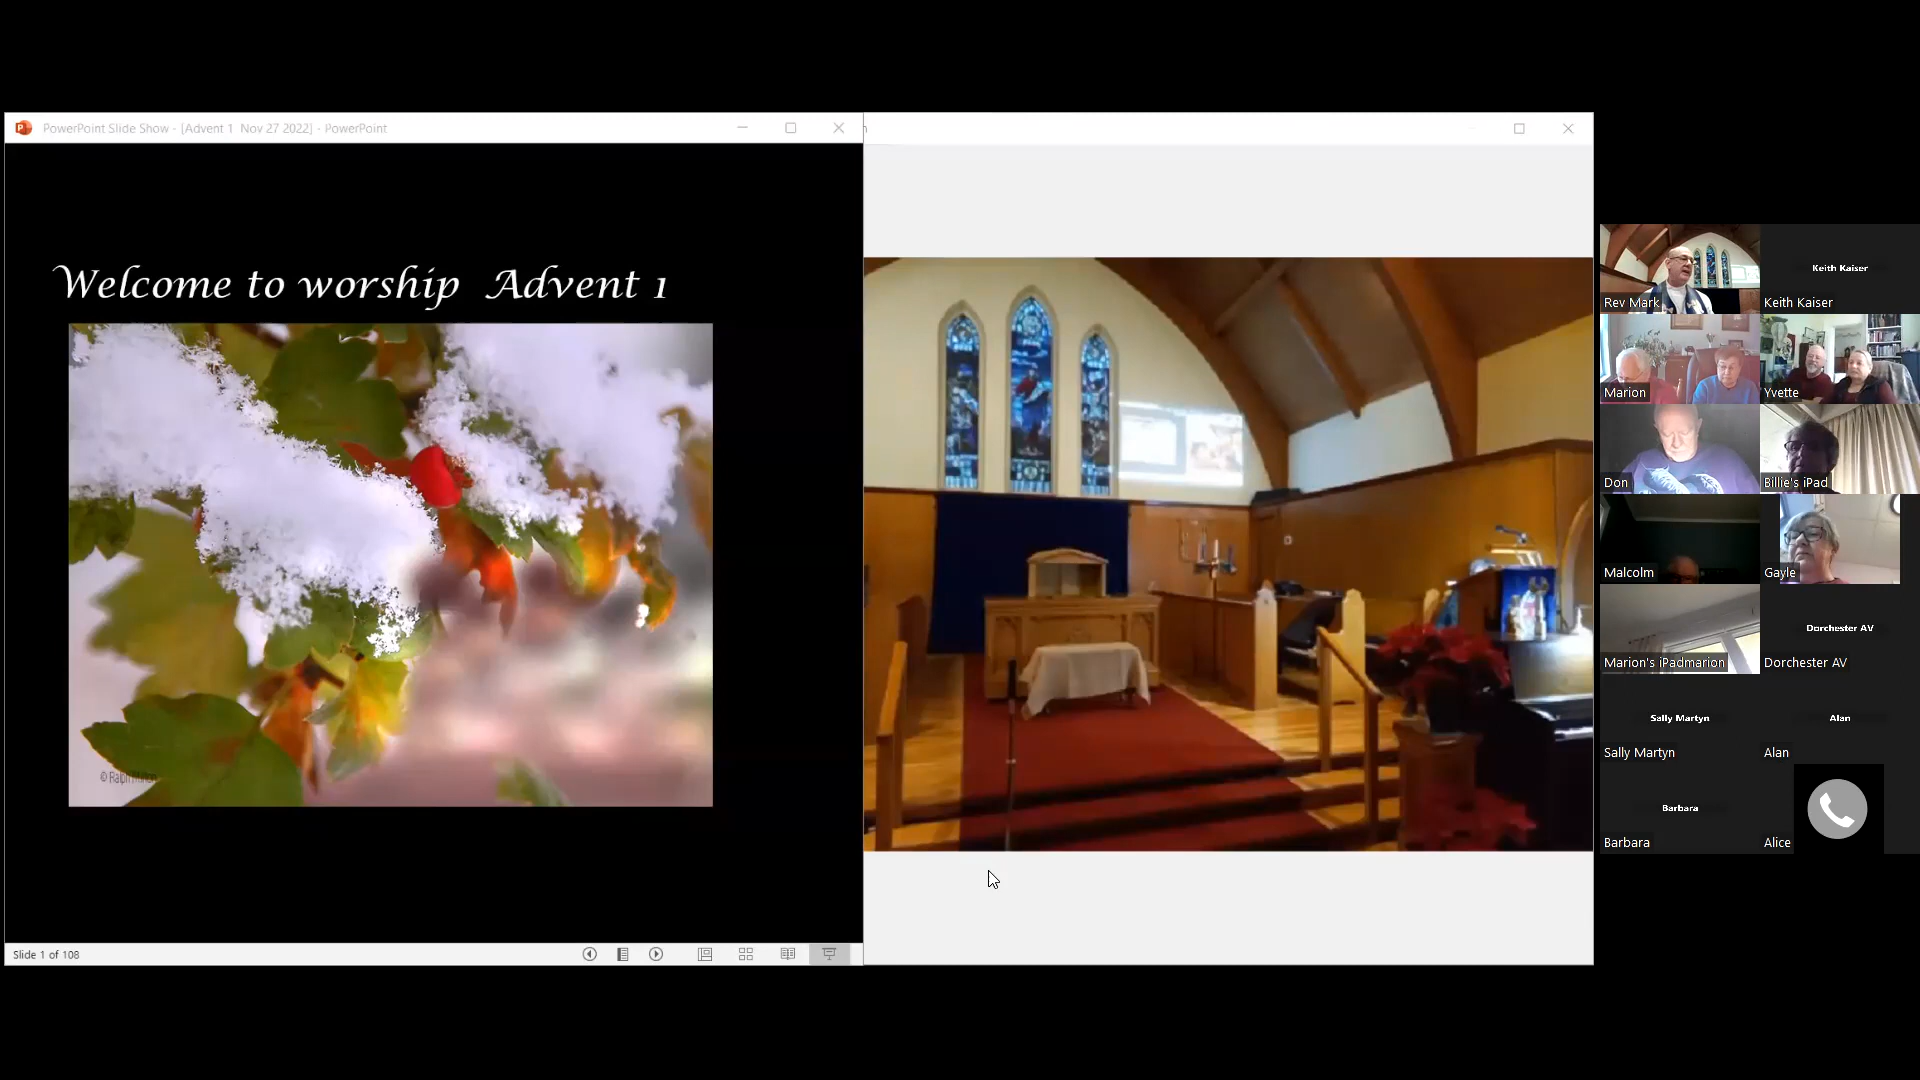 PowerPoint Slide Show - [Advent 1 Nov 27 2022] - PowerPoint
Welcome to worship Advent 1
Slide 1 of 108
Rev Mark
Keith Kaiser
Keith Kaiser
Marion
Yvette
Don
Billie's iPad
Malcolm
Gayle
Marion's iPadmarion
Dorchester AV
Dorchester AV
Sally Martyn
Sally Martyn
Alan
Alan
Barbara
Barbara
Alice